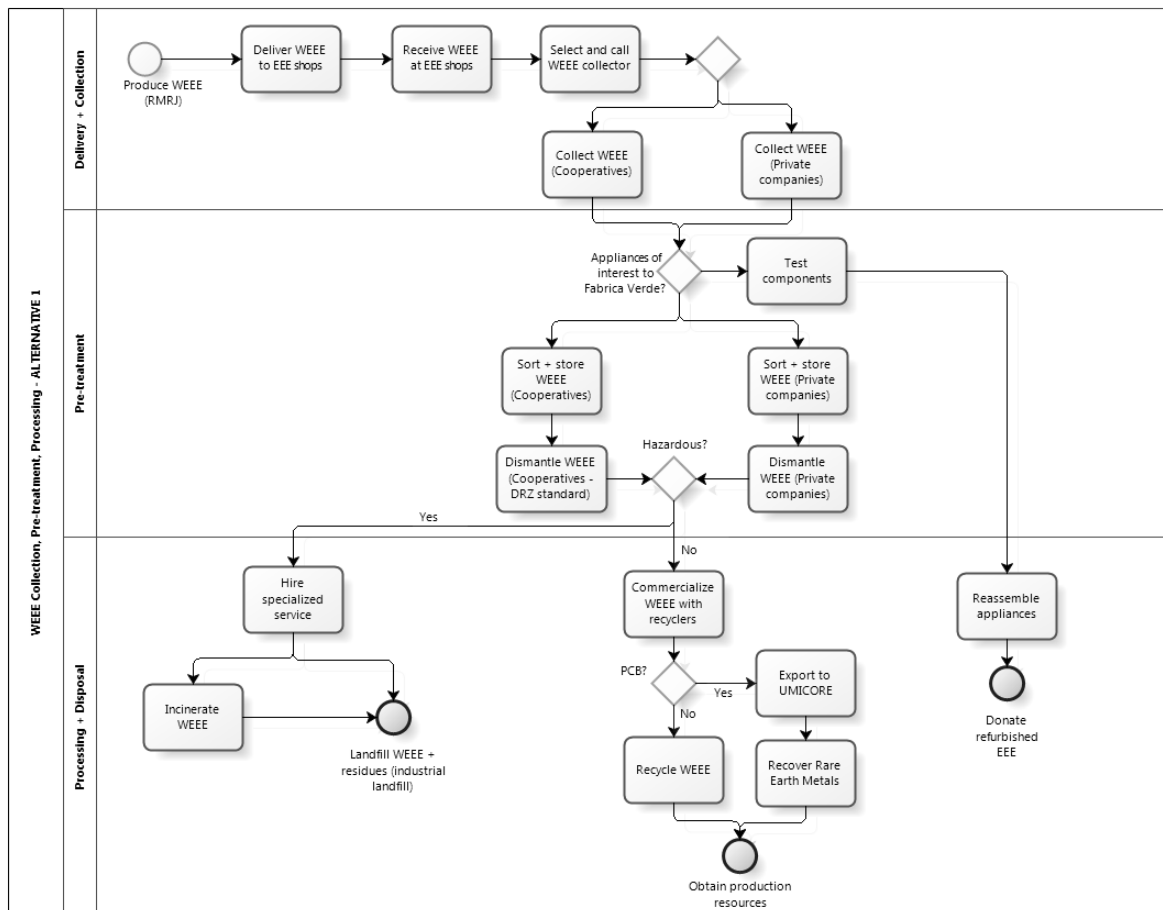 WEEE Collection, Pre-treatment, Processing - ALTERNATIVE 1
Delivery + Collection
Produce WEEE
(RMRJ)
Deliver WEEE
to EEE shops
Receive WEEE
at EEE shops
Select and call
WEEE collector
Collect WEEE
(Cooperatives)
Collect WEEE
(Private
companies)
Pre-treatment
Appliances of
interest to
Fabrica Verde?
Test
components
Sort + store
WEEE
(Cooperatives)
Sort + store
WEEE (Private
companies)
Dismantle WEEE
(Cooperatives -
DRZ standard)
Hazardous?
Dismantle
WEEE (Private
companies)
Yes
No
Processing + Disposal
Hire
specialized
service
Commercialize
WEEE with
recyclers
Reassemble
appliances
PCB?
Yes
Export to
UMICORE
No
Incinerate
WEEE
Landfill WEEE +
residues (industrial
landfill)
Recycle WEEE
Recover Rare
Earth Metals
Donate
refurbished
EEE
Obtain production
resources